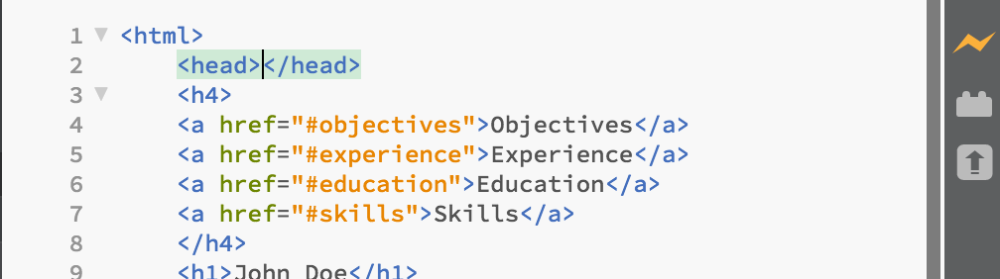 1 <html>
2 <head></head>
3 <h4>
4 <a href="#objectives">Objectives</a>
5 <a href="#experience">Experience</a>
6 <a href="#education">Education</a>
7 <a href="#skills">Skills</a>
8 </h4>
9 <h1>John Doe</h1>